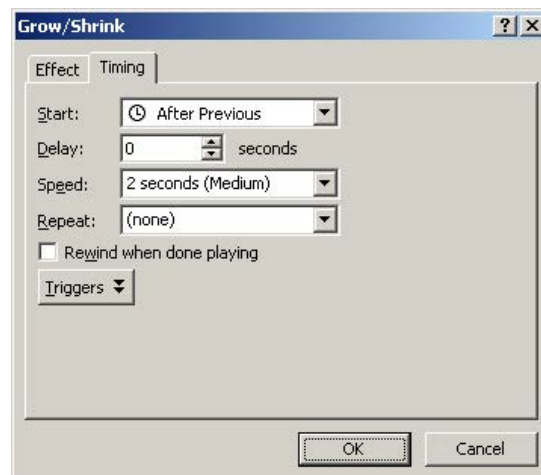 Grow/Shrink
Effect Timing
Start: After Previous
Delay: 0 seconds
Speed: 2 seconds (Medium)
Repeat: (none)
Rewind when done playing
Triggers
OK Cancel